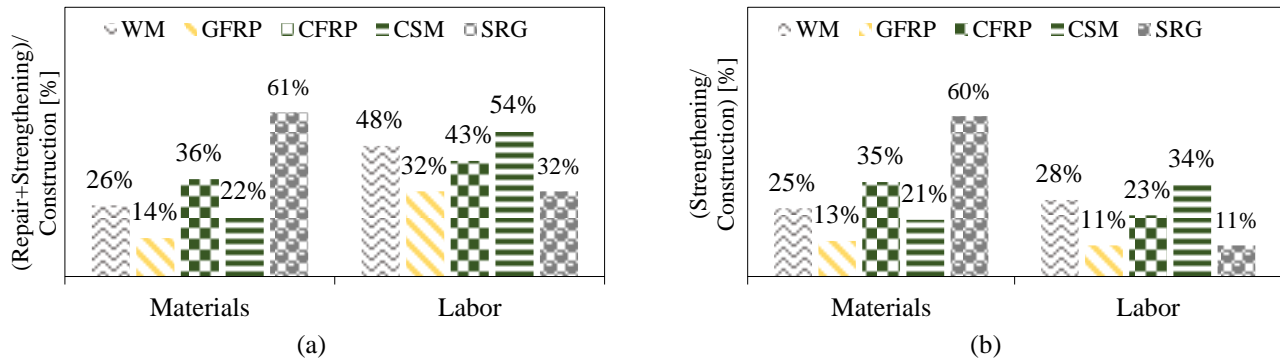 WM GFRP CFRP CSM SRG
(Repair+Strengthening)/
Construction [%]
26%
14%
36%
22%
61%
48%
32%
43%
54%
32%
Materials
Labor
(a)
WM GFRP CFRP CSM SRG
(Strengthening/
Construction) [%]
25%
13%
35%
21%
60%
28%
11%
23%
34%
11%
Materials
Labor
(b)